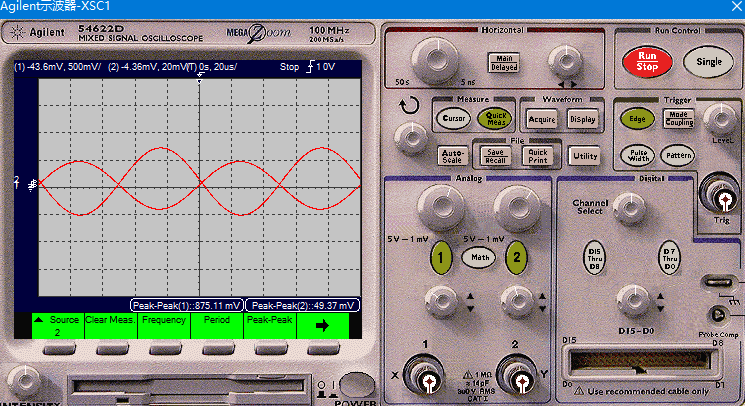 Agilent示波器-XSC1
Agilent 54622D
MIXED SIGNAL OSCILLOSCOPE
MEGA Zoom
100 MHz
200 MSa/s
(1) -43.6mV, 500mV/ (2) -4.36mV, 20mV/ (T) 0s, 20us/ Stop 1 0V
2
1
Peak-Peak(1)::875.11 mV Peak-Peak(2)::49.37 mV
Source
2
Clear Meas.
Frequency
Period
Peak-Peak
INTENSITY
POWER
Horizontal
50 s
5 ns
Main
Delayed
Run Control
Run
Stop
Single
Measure
Cursor
Quick
Meas
Waveform
Acquire
Display
File
Auto-
Scale
Save
Recall
Quick
Print
Utility
Trigger
Edge
Mode
Coupling
Level
Pulse
Width
Pattern
Trig
Analog
5 V – 1 mV
5 V – 1 mV
1
Math
2
1
2
X
Y
1 MΩ
≈ 14pF
300 V RMS
CAT I
Digital
Channel
Select
D15
Thru
D8
D7
Thru
D0
D15-D0
Probe Comp
D15
D8
D0
D7
Use recommended cable only